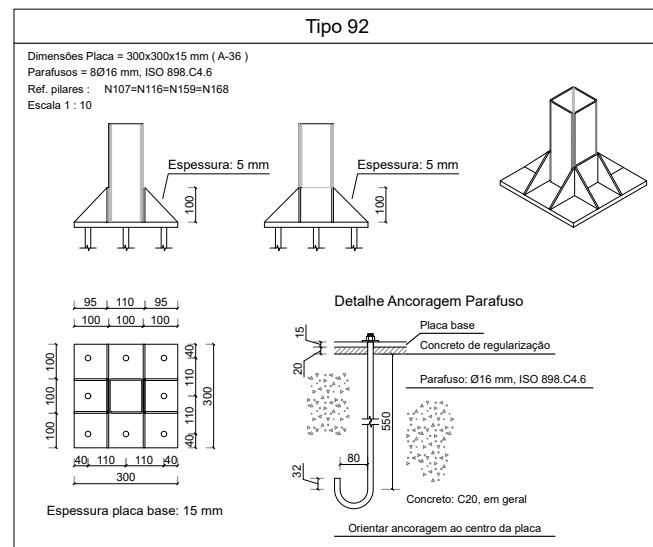 Tipo 92
Dimensões Placa = 300x300x15 mm ( A-36 )
Parafusos = 8Ø16 mm, ISO 898.C4.6
Ref. pilares :    N107=N116=N159=N168
Escala 1 : 10
Espessura: 5 mm
100
Espessura: 5 mm
100
95 110 95
100 100 100
100
100
100
40
110
110
40
300
40 110 110 40
300
Espessura placa base: 15 mm
Detalhe Ancoragem Parafuso
15
Placa base
20
Concreto de regularização
Parafuso: Ø16 mm, ISO 898.C4.6
550
80
32
Concreto: C20, em geral
Orientar ancoragem ao centro da placa